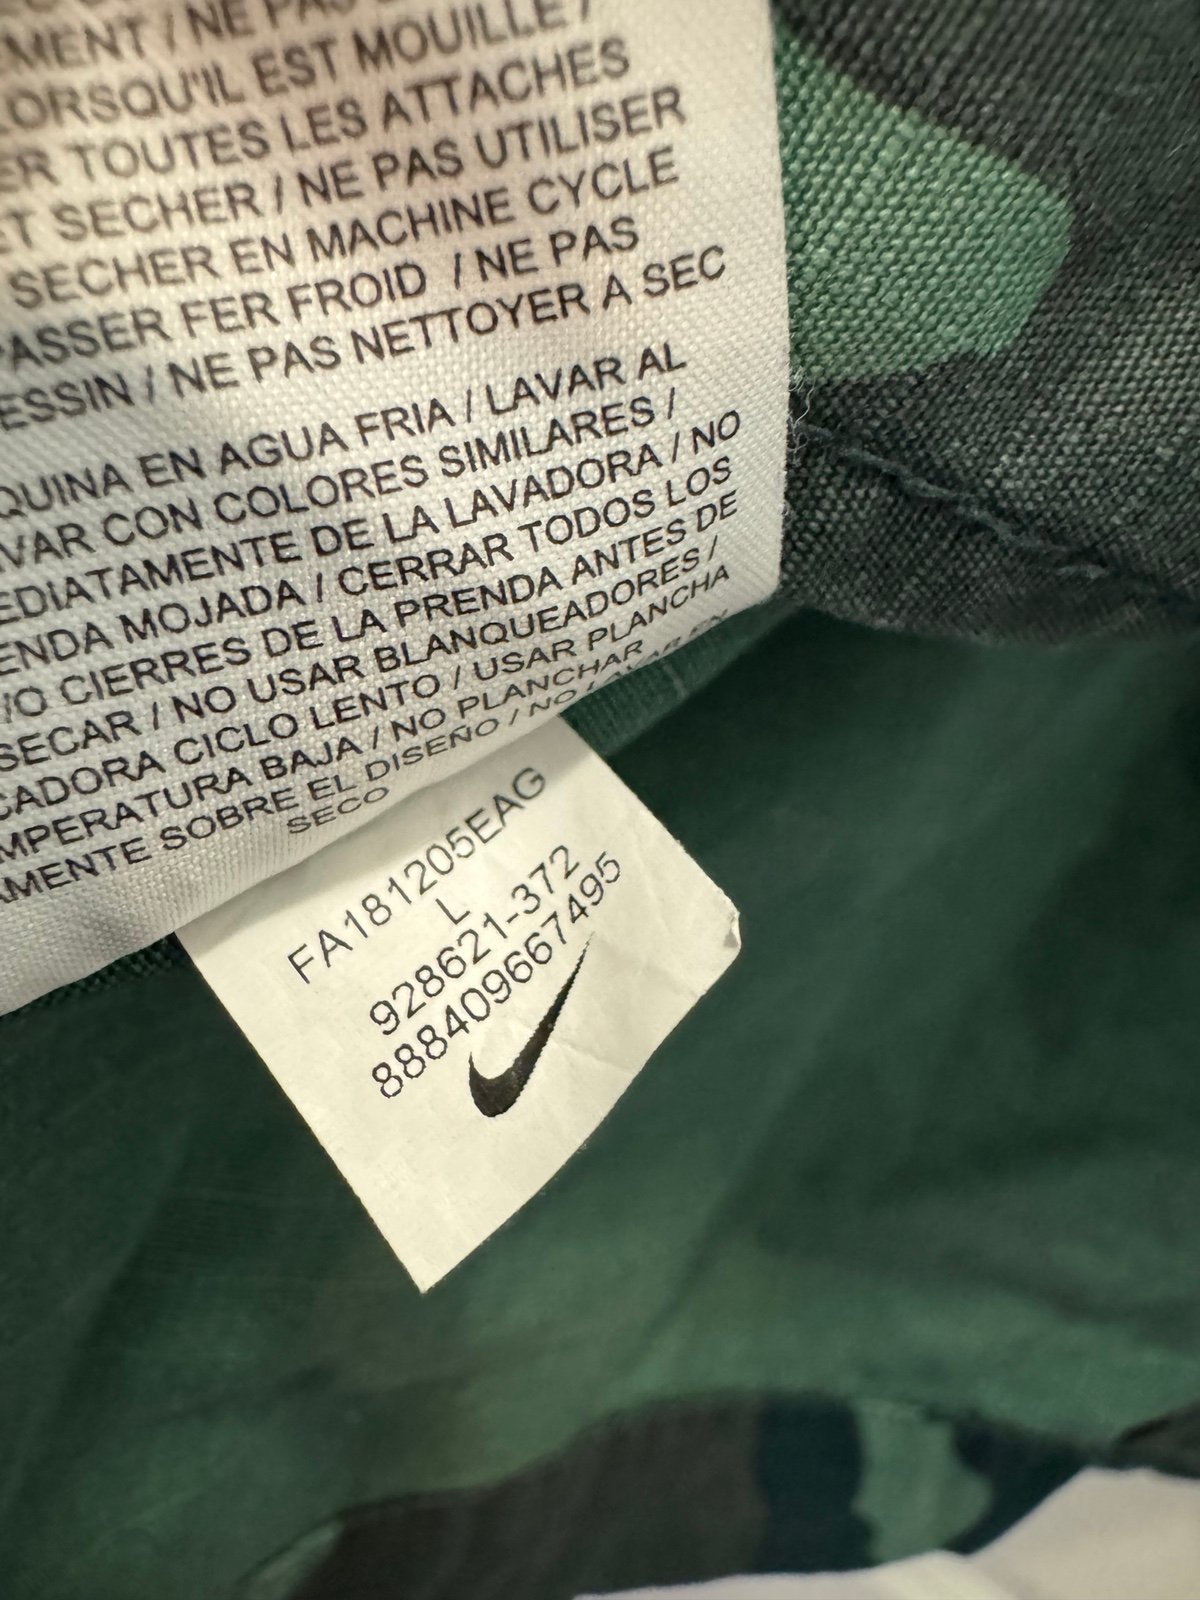 EMENT / NE PAS
LORSQU'IL EST MOUILLE /
ER TOUTES LES ATTACHES
ET SECHER / NE PAS UTILISER
SECHER EN MACHINE CYCLE
PASSER FER FROID / NE PAS
ESSIN / NE PAS NETTOYER A SEC
QUINA EN AGUA FRIA / LAVAR AL
VAR CON COLORES SIMILARES /
EDIATAMENTE DE LA LAVADORA / NO
ENDA MOJADA / CERRAR TODOS LOS
/O CIERRES DE LA PRENDA ANTES DE
SECAR / NO USAR BLANQUEADORES /
CADORA CICLO LENTO / USAR PLANCHA
MPERATURA BAJA / NO PLANCHAR
AMENTE SOBRE EL DISEÑO / NO LAVAR EN
SECO
FA181205EAG
L
928621-372
888409667495